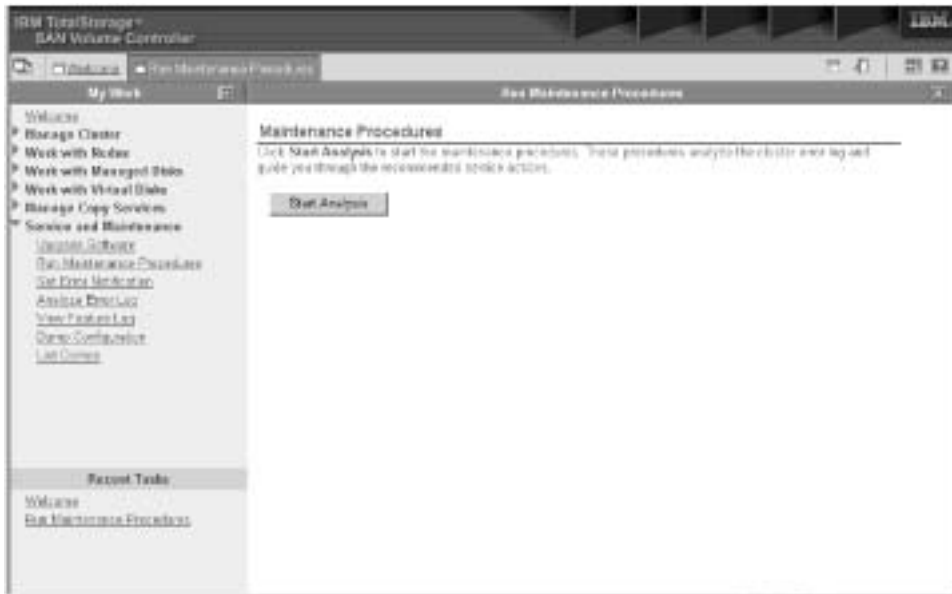 IBM TotalStorage
SAN Volume Controller
IBM
Welcome
Run Maintenance Procedures
My Work
Run Maintenance Procedures
Welcome
Manage Cluster
Work with Nodes
Work with Managed Disks
Work with Virtual Disks
Manage Copy Services
Service and Maintenance
Upgrade Software
Run Maintenance Procedures
Set Error Notification
Analyze Error Log
View Feature Log
Dump Configuration
List Dumps
Maintenance Procedures
Click Start Analysis to start the maintenance procedures. These procedures analyze the cluster error log and
guide you through the recommended service actions.
Start Analysis
Recent Tasks
Welcome
Run Maintenance Procedures